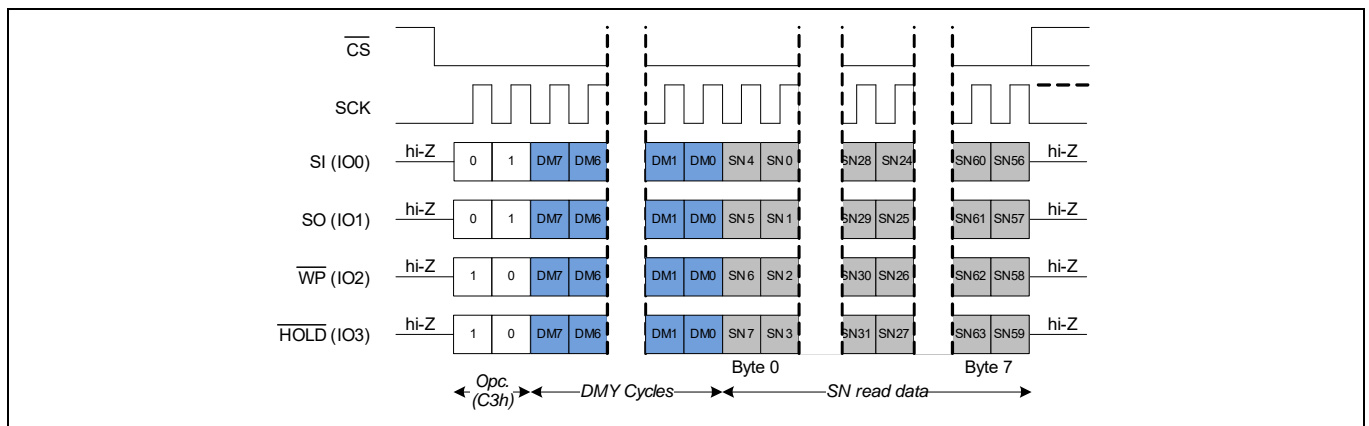 CS
SCK
SI (IO0) hi-Z 0 1 DM7 DM6 DM1 DM0 SN 4 SN 0 SN28 SN24 SN60 SN56 hi-Z
SO (IO1) hi-Z 0 1 DM7 DM6 DM1 DM0 SN 5 SN 1 SN29 SN25 SN61 SN57 hi-Z
WP (IO2) hi-Z 1 0 DM7 DM6 DM1 DM0 SN 6 SN 2 SN30 SN26 SN62 SN58 hi-Z
HOLD (IO3) hi-Z 1 0 DM7 DM6 DM1 DM0 SN 7 SN 3 SN31 SN27 SN63 SN59 hi-Z
Byte 0 Byte 7
Opc. (C3h) DMY Cycles SN read data